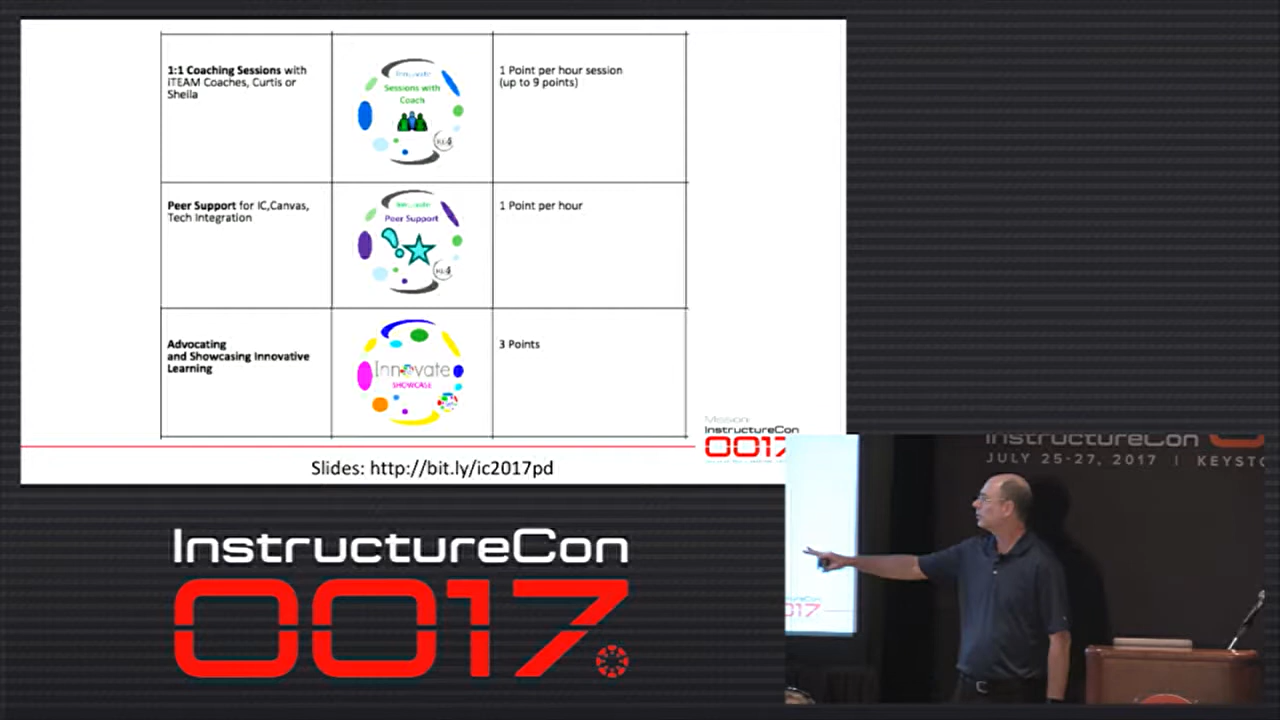 1:1 Coaching Sessions with
iTEAM Coaches, Curtis or
Sheila
Innovate
Sessions with
Coach
1 Point per hour session
(up to 9 points)
Peer Support for IC,Canvas,
Tech Integration
Innovate
Peer Support
1 Point per hour
Advocating
and Showcasing Innovative
Learning
Innovate
SHOWCASE
3 Points
Mission:
InstructureCon
0017
Slides: http://bit.ly/ic2017pd
InstructureCon
0017
InstructureCon
JULY 25-27, 2017 | KEYSTO
017